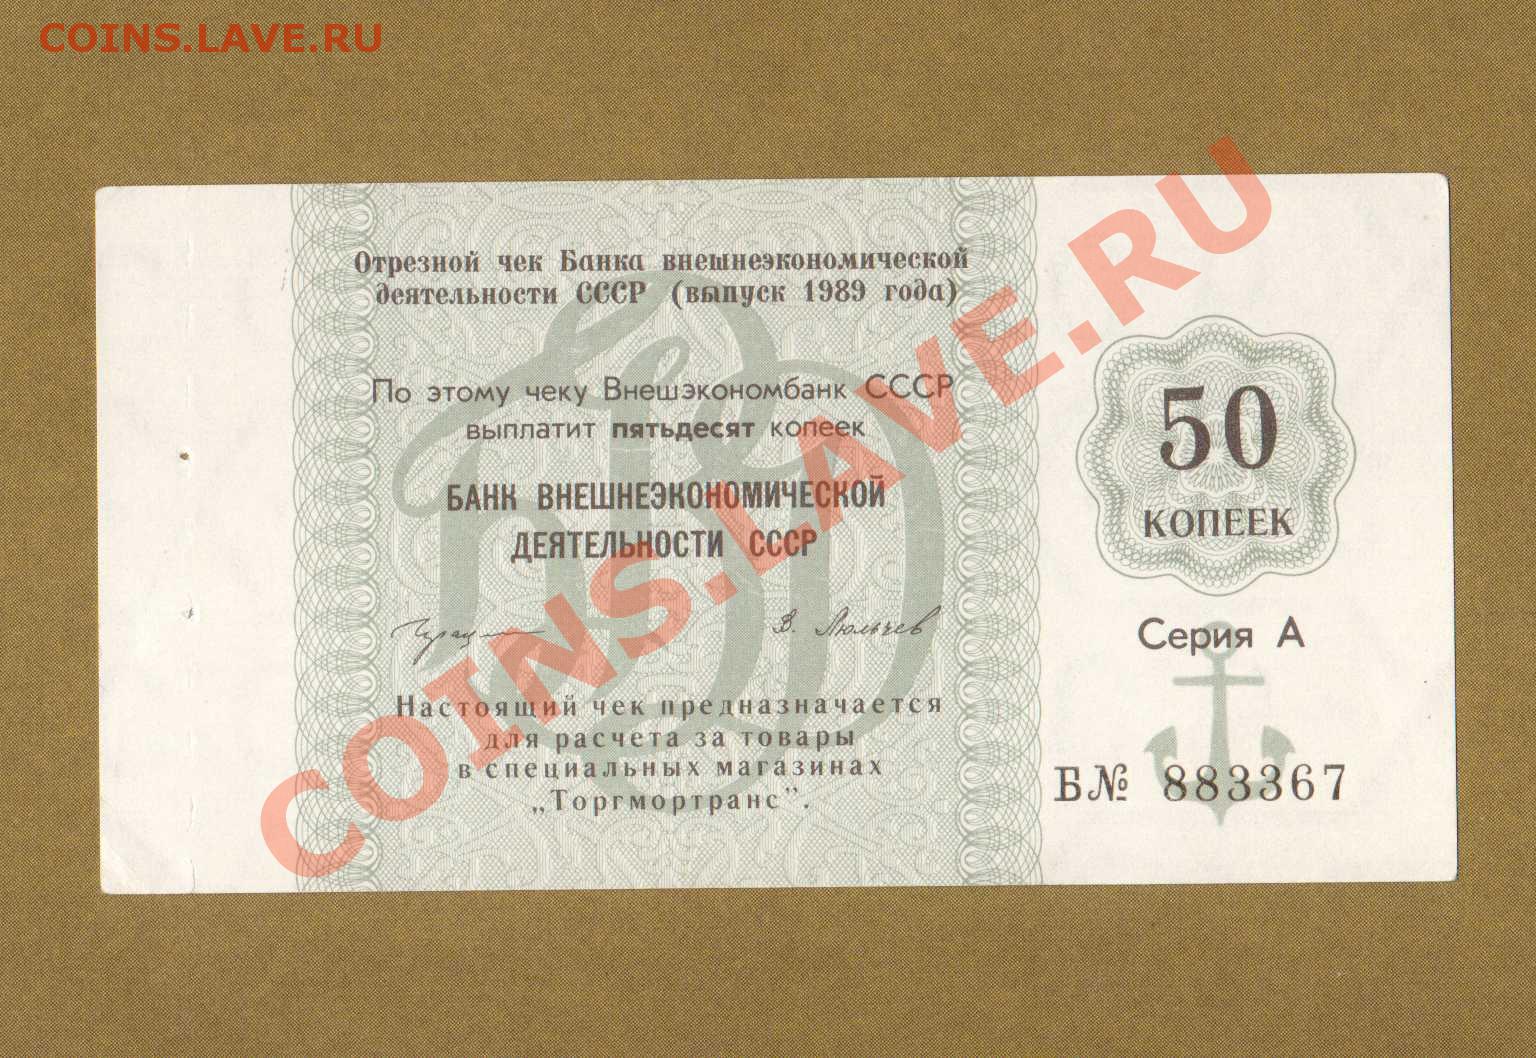 COINS.LAVE.RU
Отрезной чек Банка внешнеэкономической
деятельности СССР (выпуск 1989 года)
По этому чеку Внешэкономбанк СССР
выплатит пятьдесят копеек
БАНК ВНЕШНЕЭКОНОМИЧЕСКОЙ
ДЕЯТЕЛЬНОСТИ СССР
В. Люльчев
Настоящий чек предназначается
для расчета за товары
в специальных магазинах
„Торгмортранс".
50
КОПЕЕК
Серия А
Б№ 883367
COINS.LAVE.RU